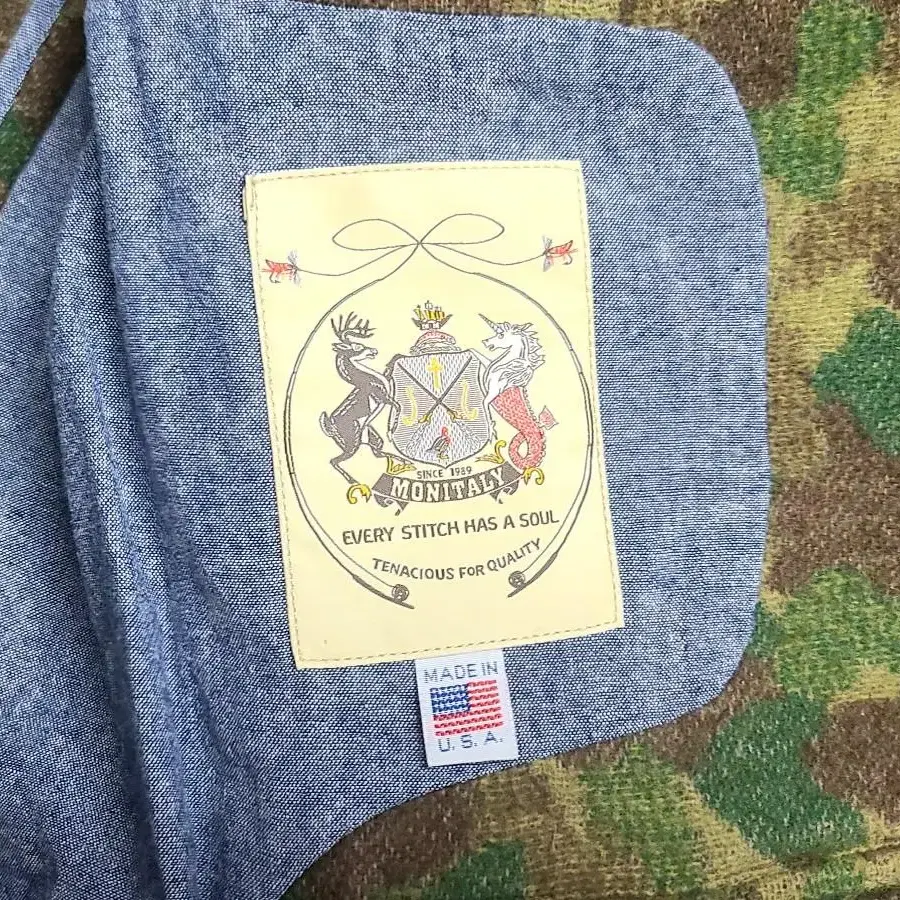 SINCE 1989
MONITALY
EVERY STITCH HAS A SOUL
TENACIOUS FOR QUALITY
MADE IN
U.S.A.